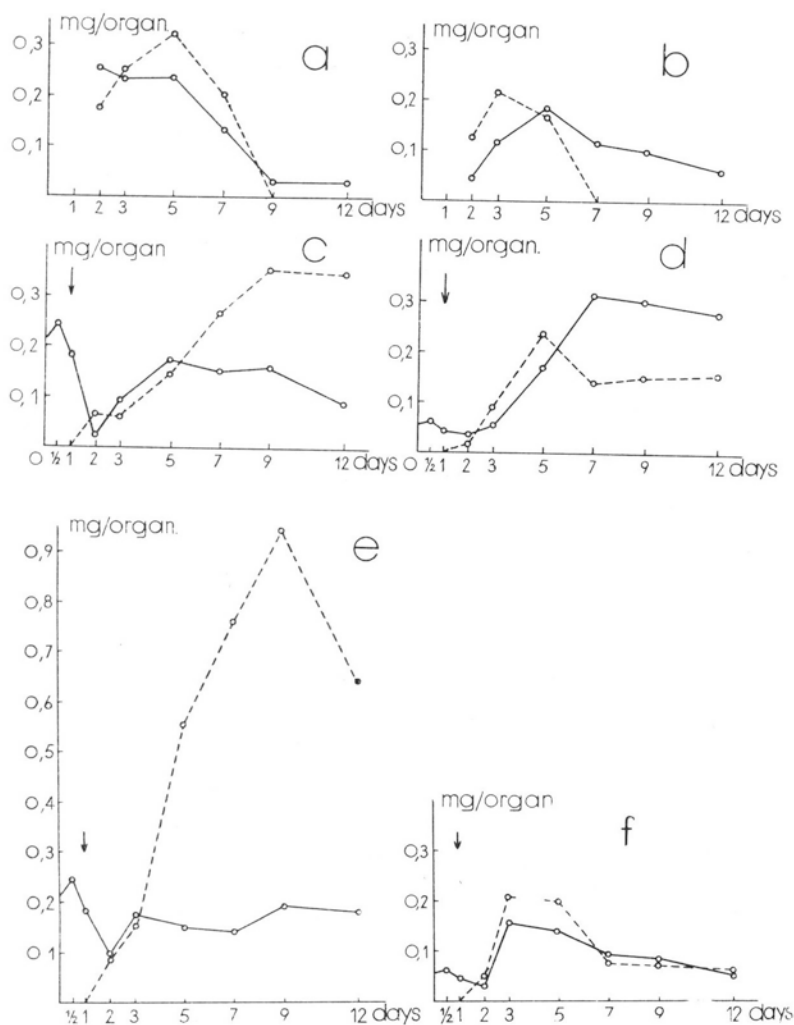 mg/organ.
a
0,3
0,2
0,1
1 2 3 5 7 9 12 days
mg/organ
b
0,3
0,2
0,1
1 2 3 5 7 9 12 days
mg/organ
c
0,3
0,2
0,1
0 ½ 1 2 3 5 7 9 12 days
mg/organ.
d
0,3
0,2
0,1
0 ½ 1 2 3 5 7 9 12 days
mg/organ.
e
0,9
0,8
0,7
0,6
0,5
0,4
0,3
0,2
0 1
½ 1 2 3 5 7 9 12 days
mg/organ
f
0,3
0,2
0,1
½ 1 2 3 5 7 9 12 days